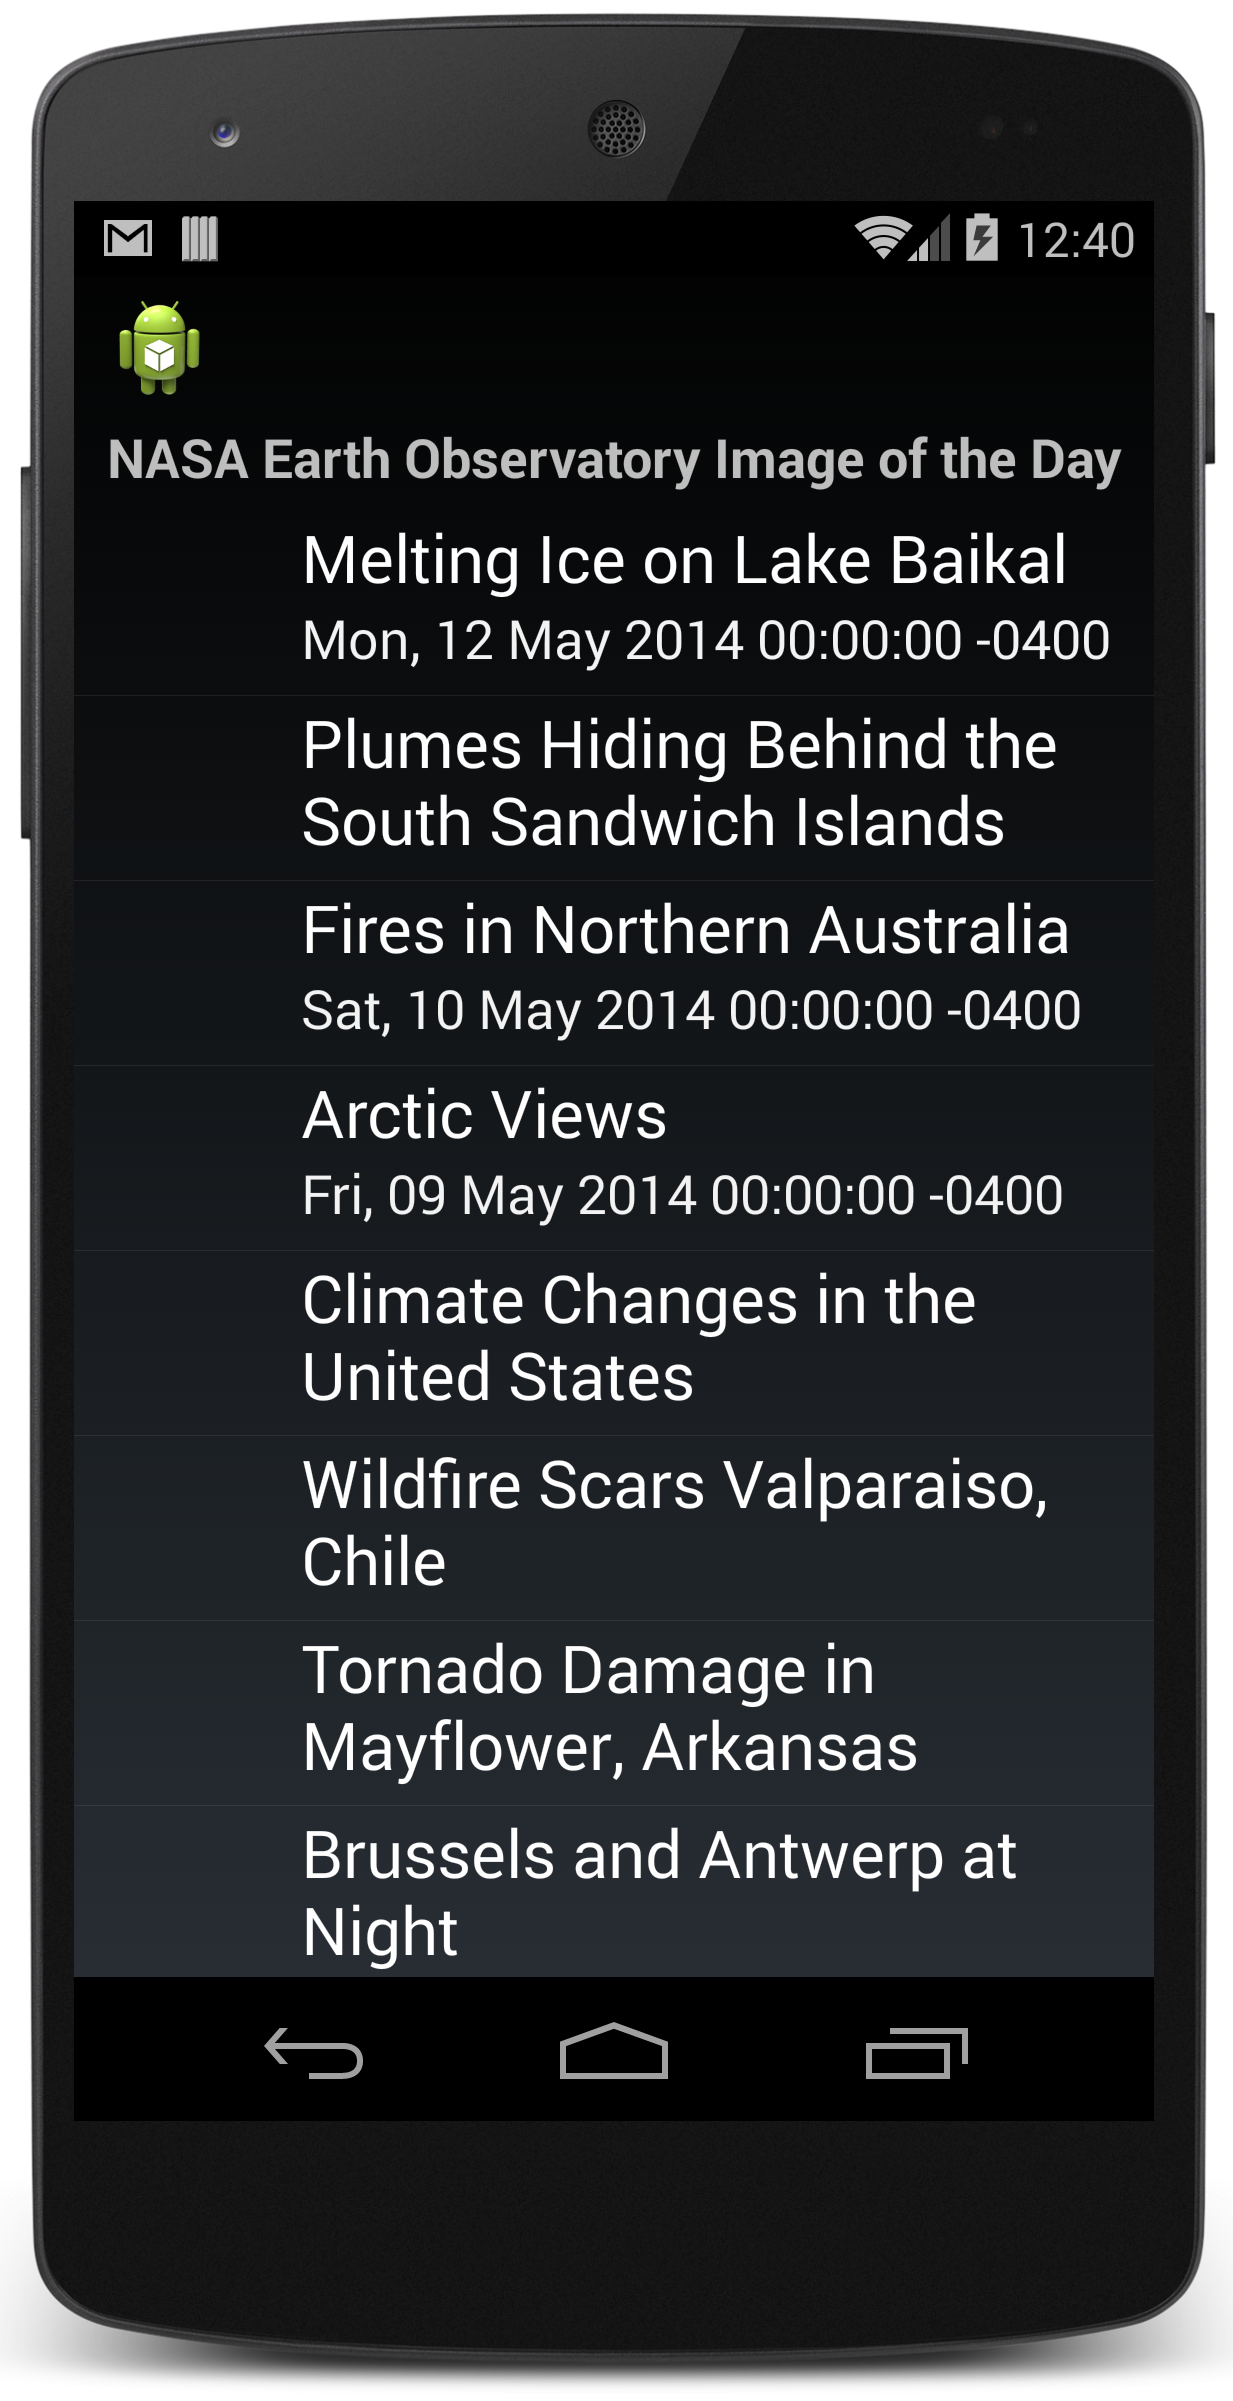 12:40
NASA Earth Observatory Image of the Day
Melting Ice on Lake Baikal
Mon, 12 May 2014 00:00:00 -0400
Plumes Hiding Behind the
South Sandwich Islands
Fires in Northern Australia
Sat, 10 May 2014 00:00:00 -0400
Arctic Views
Fri, 09 May 2014 00:00:00 -0400
Climate Changes in the
United States
Wildfire Scars Valparaiso,
Chile
Tornado Damage in
Mayflower, Arkansas
Brussels and Antwerp at
Night